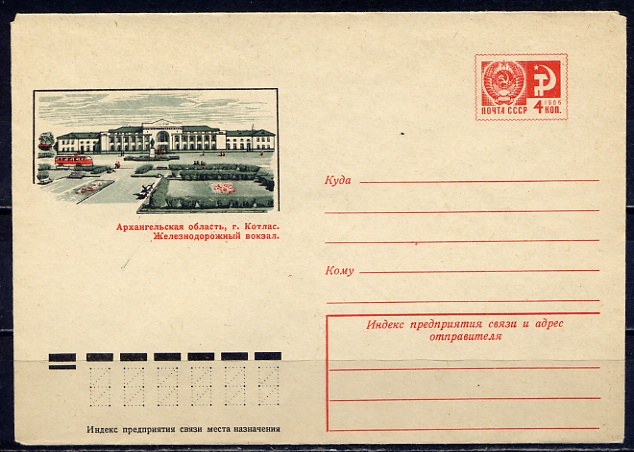 1966
ПОЧТА СССР
4 КОП.
Архангельская область, г. Котлас.
Железнодорожный вокзал.
Куда
Кому
Индекс предприятия связи и адрес
отправителя
Индекс предприятия связи места назначения